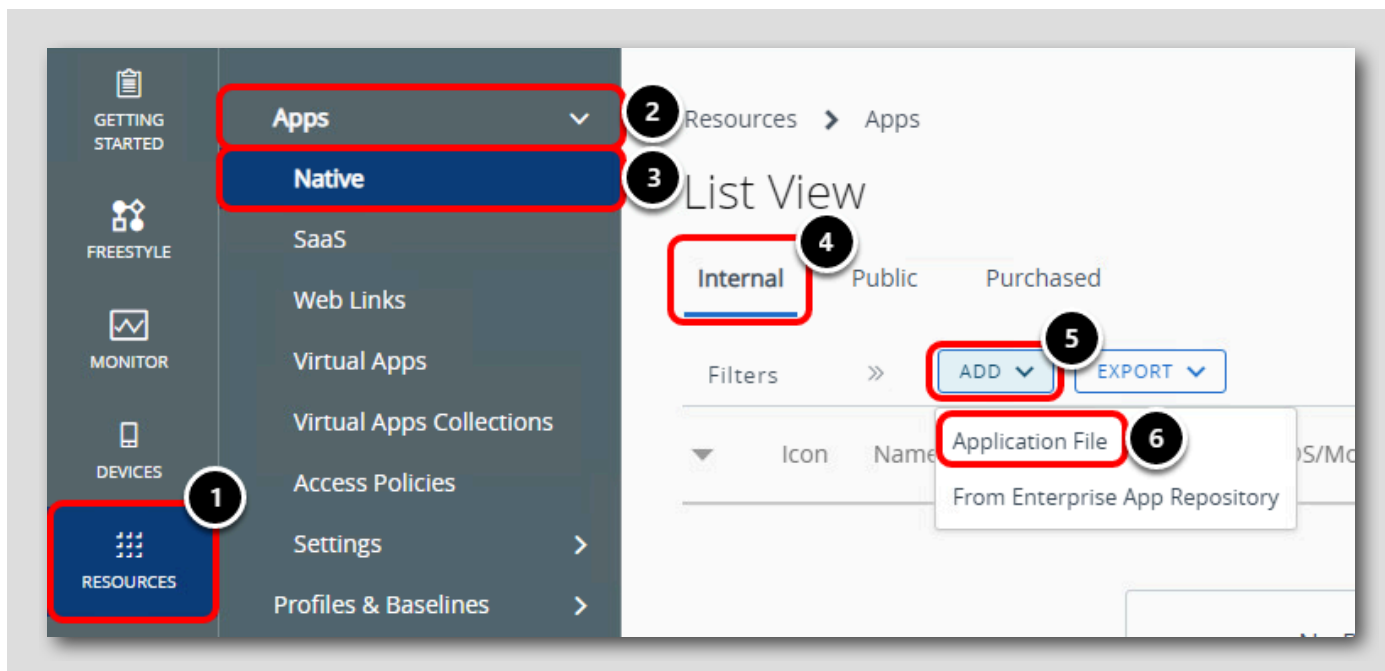 GETTING
STARTED
FREESTYLE
MONITOR
DEVICES
1
RESOURCES
Apps
2
Native
3
SaaS
Web Links
Virtual Apps
Virtual Apps Collections
Access Policies
Settings
Profiles & Baselines
Resources > Apps
List View
4
Internal Public Purchased
5
Filters » ADD EXPORT
Icon Name
Application File 6
From Enterprise App Repository